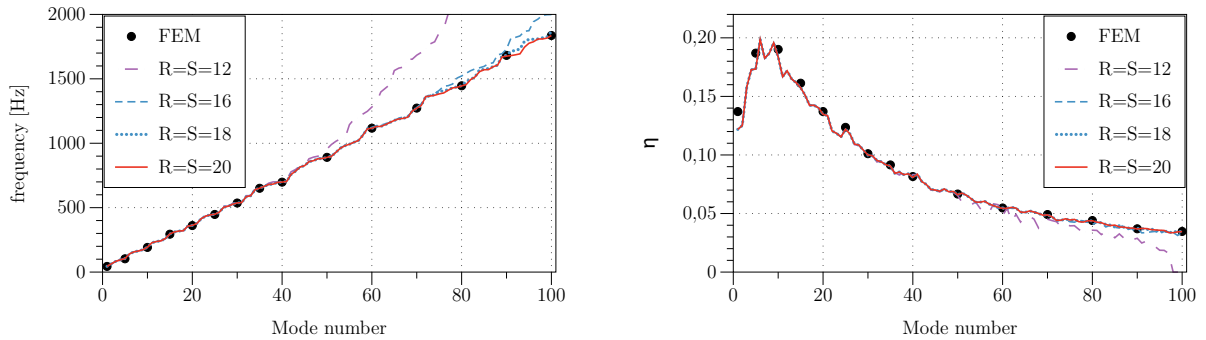 2000
1500
1000
500
0
frequency [Hz]
FEM
R=S=12
R=S=16
R=S=18
R=S=20
0 20 40 60 80 100
Mode number
0,20
0,15
0,10
0,05
0
η
FEM
R=S=12
R=S=16
R=S=18
R=S=20
0 20 40 60 80 100
Mode number